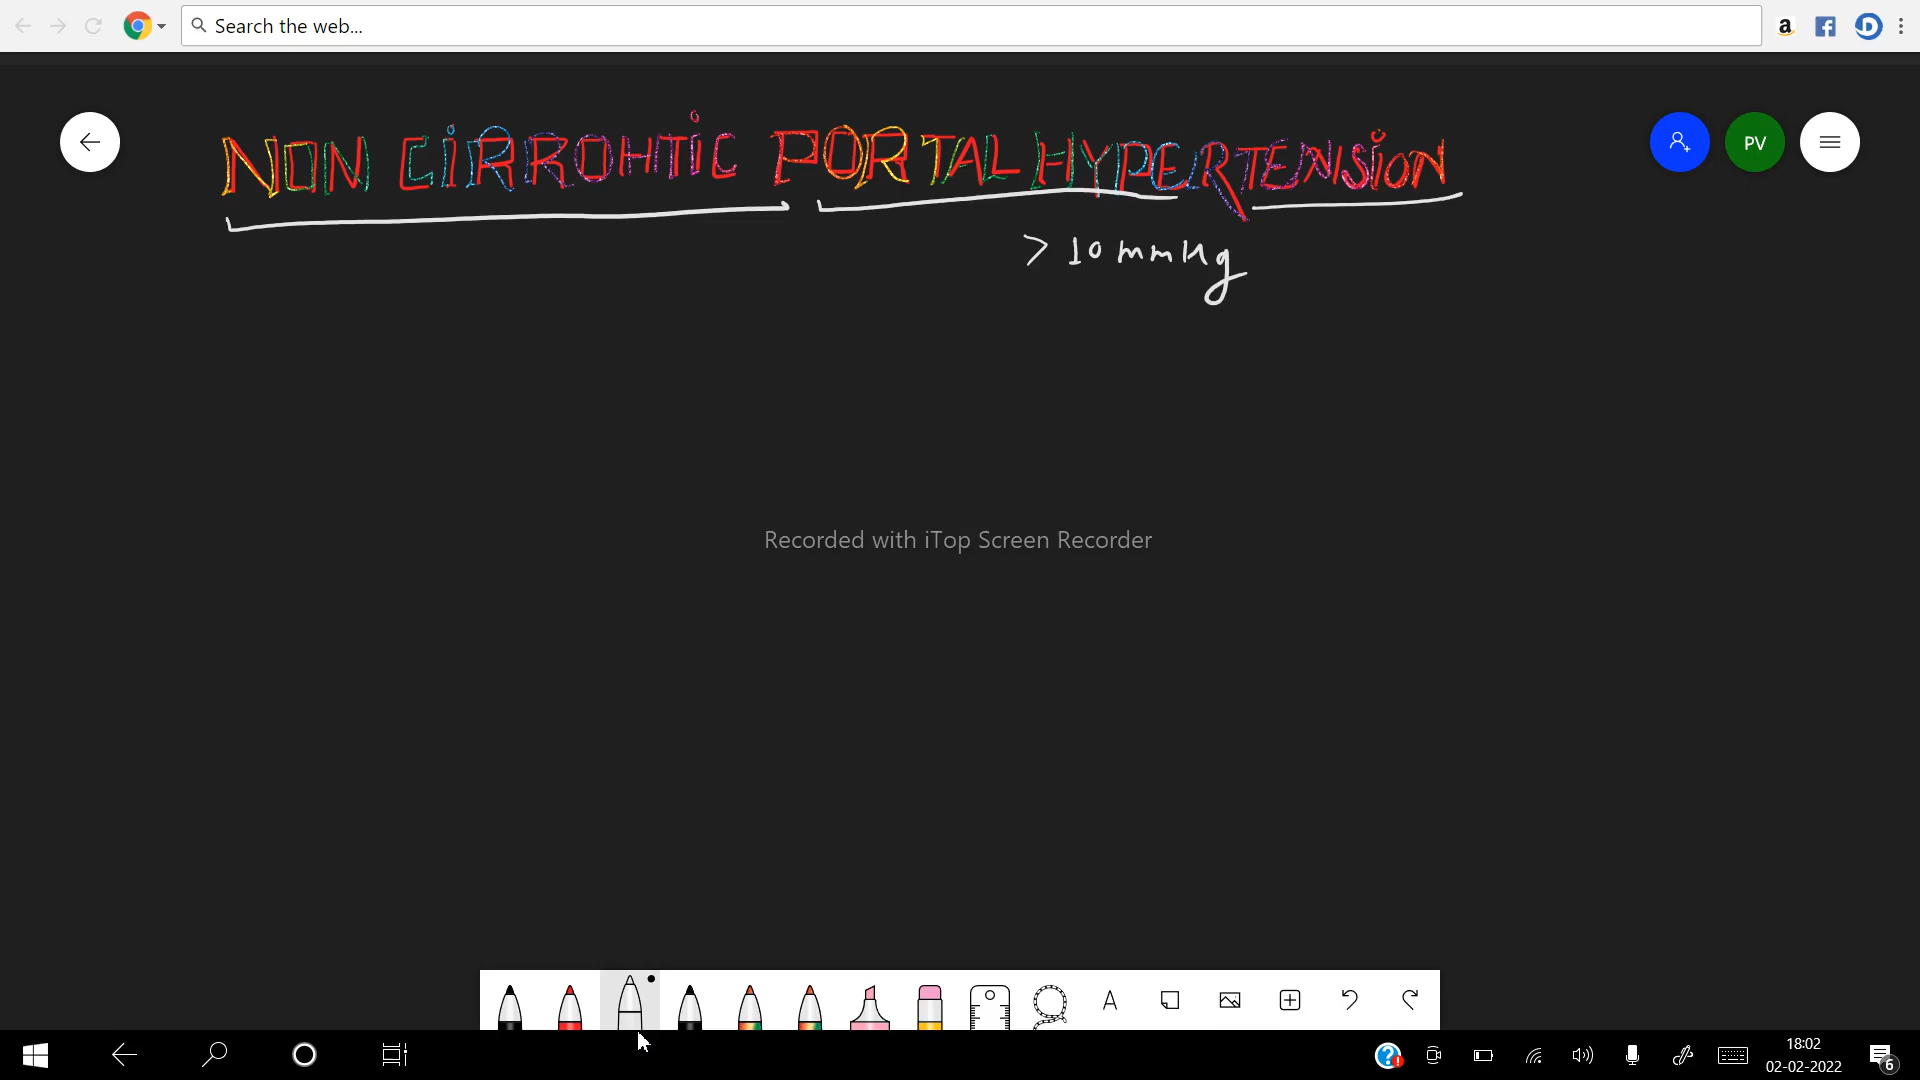 Search the web...
NON CIRROHTIC PORTAL HYPERTENSION
PV
> 10 mmHg
Recorded with iTop Screen Recorder
18:02
02-02-2022
6